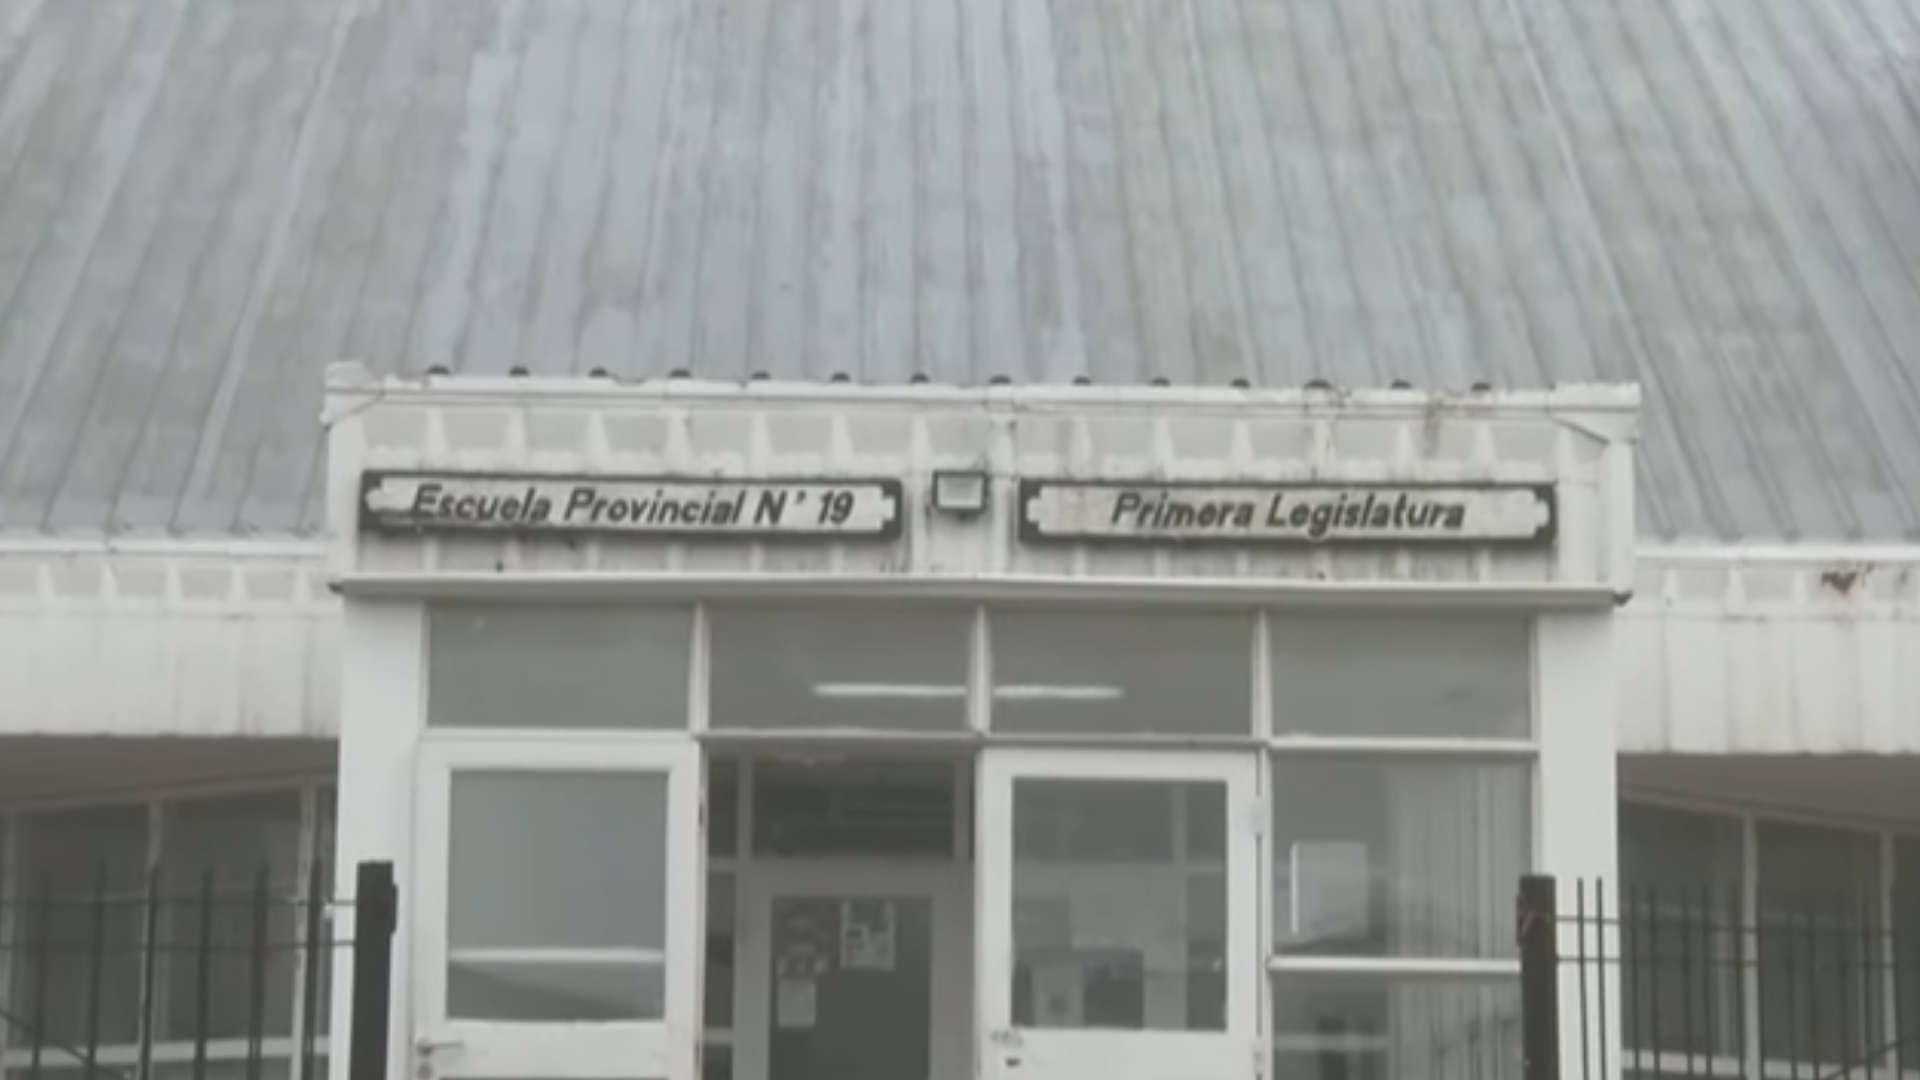 Escuela Provincial N° 19
Primera Legislatura